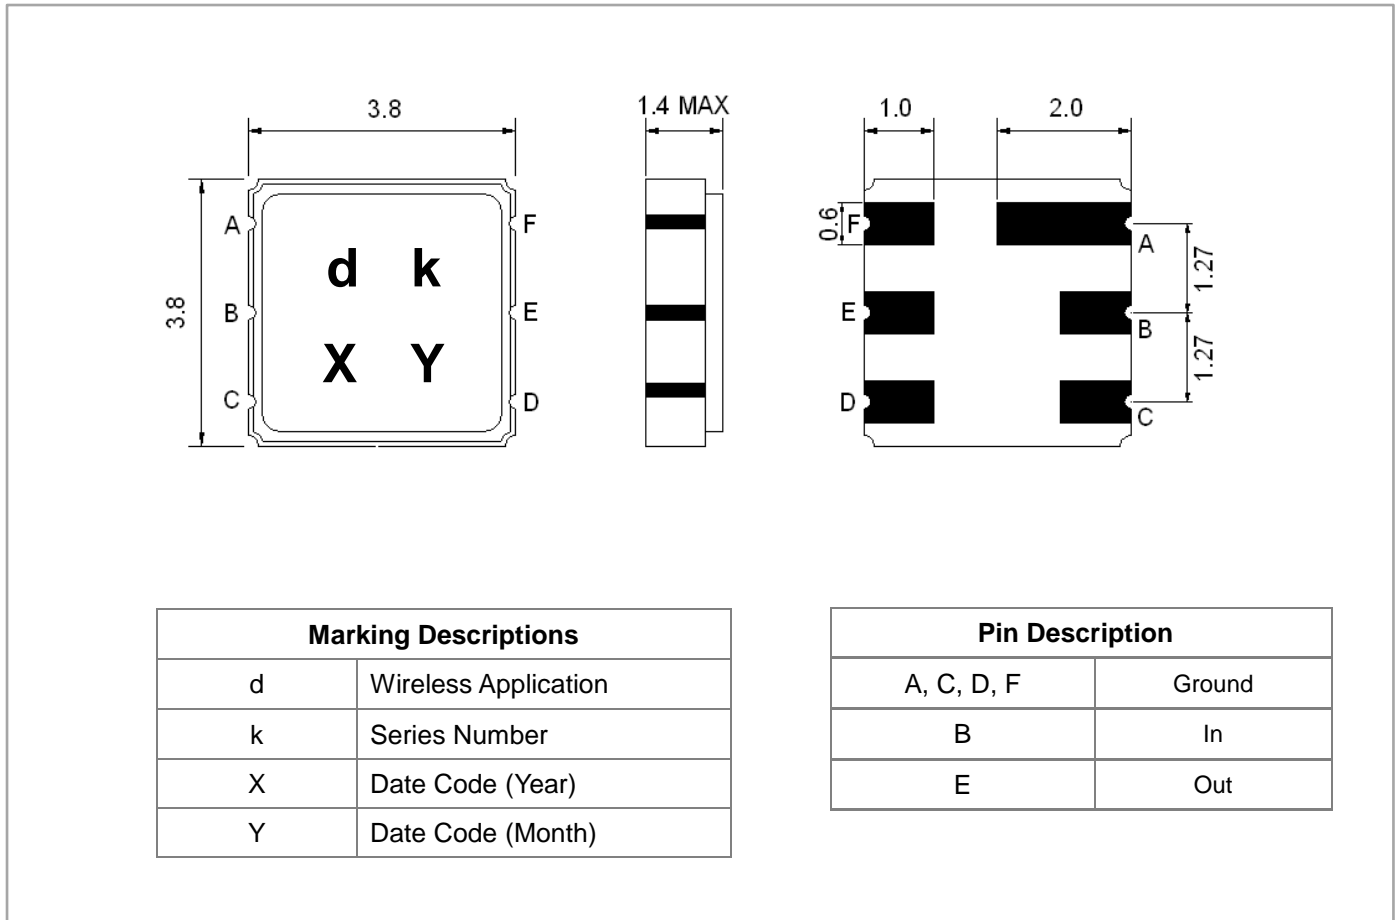 3.8
1.4 MAX
1.0
2.0
3.8
A
F
d k
B
E
X Y
C
D
0.6
F
A
1.27
E
B
1.27
D
C
Marking Descriptions
d Wireless Application
k Series Number
X Date Code (Year)
Y Date Code (Month)
Pin Description
A, C, D, F Ground
B In
E Out